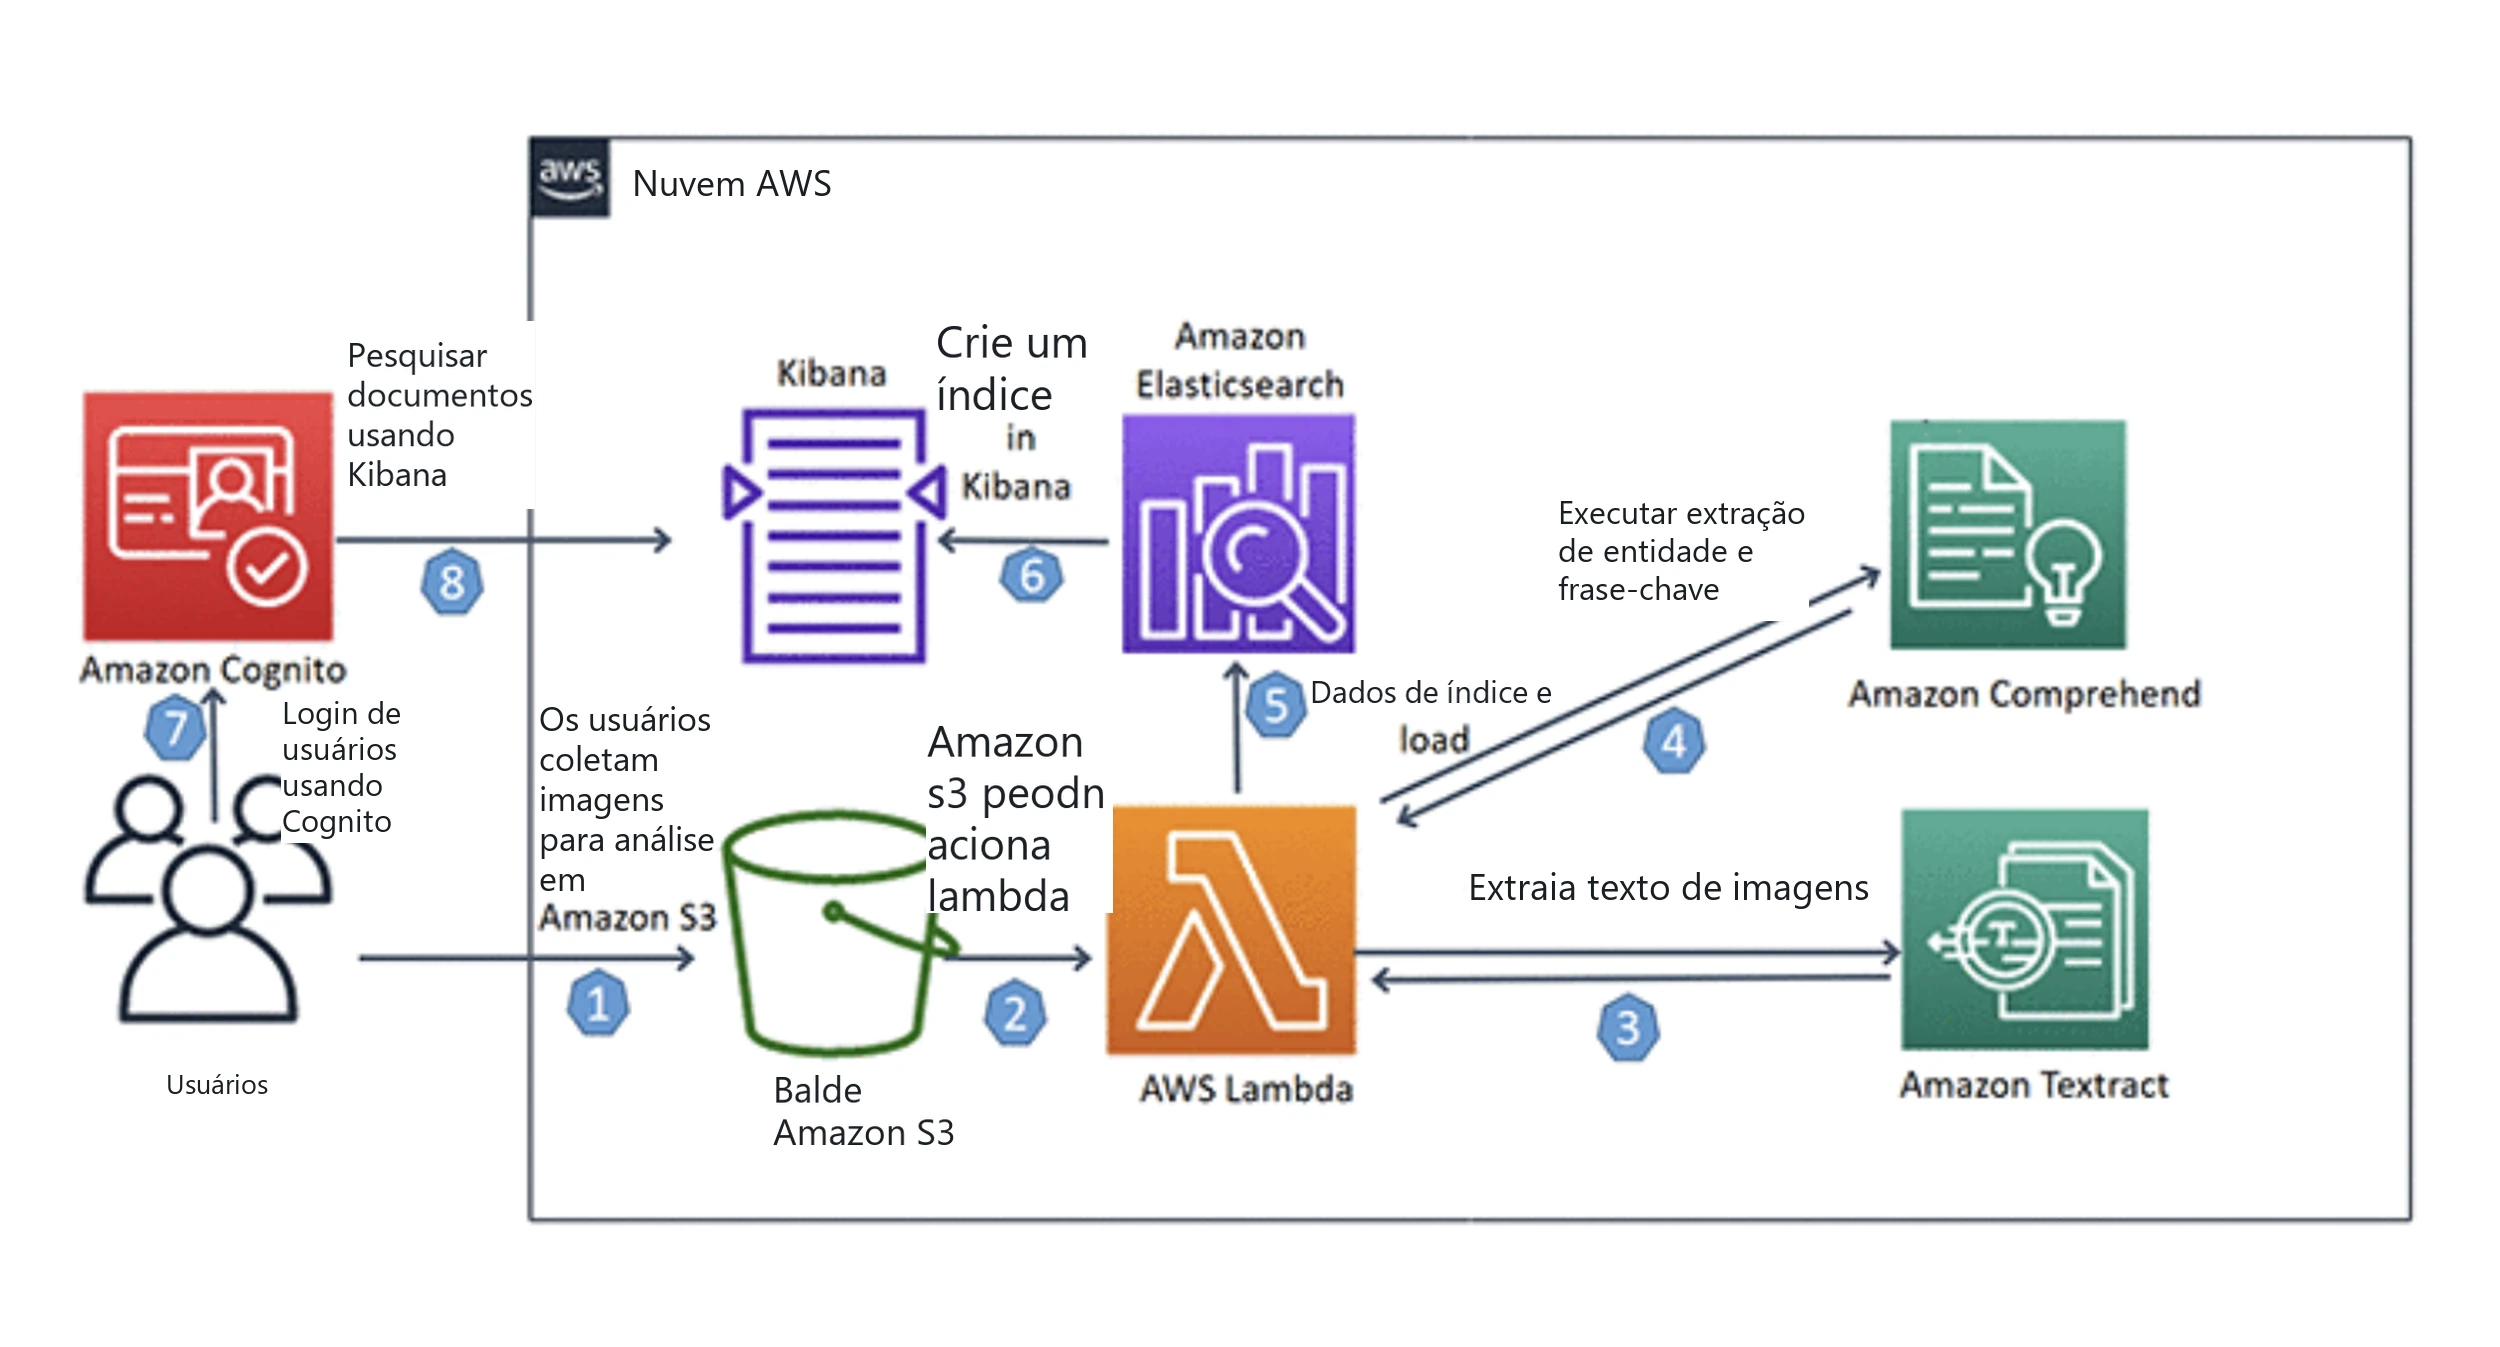 aws
Nuvem AWS
Pesquisar
documentos
usando
Kibana
8
Amazon Cognito
7
Login de
usuários
usando
Cognito
Usuários
Os usuários
coletam
imagens
para análise
em
Amazon S3
1
Kibana
Crie um
índice
in
Kibana
6
Amazon
Elasticsearch
5
Dados de índice e
load
Amazon
s3 peodn
aciona
lambda
2
Balde
Amazon S3
AWS Lambda
Executar extração
de entidade e
frase-chave
4
Amazon Comprehend
Extraia texto de imagens
3
T
Amazon Textract